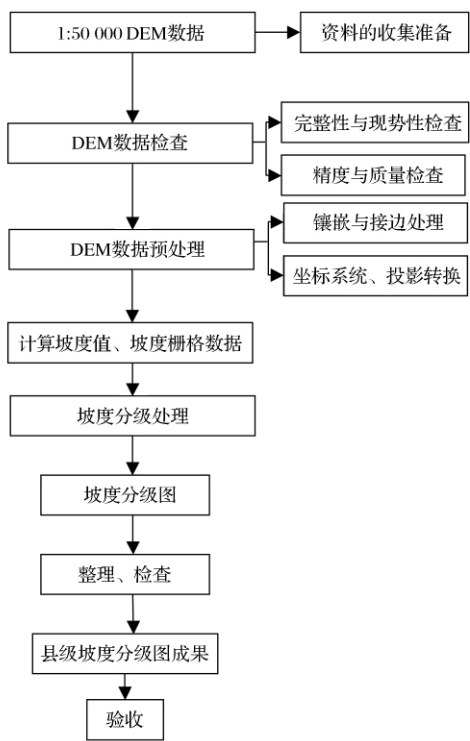 1:50 000 DEM数据
资料的收集准备
完整性与现势性检查
DEM数据检查
精度与质量检查
镶嵌与接边处理
DEM数据预处理
坐标系统、投影转换
计算坡度值、坡度栅格数据
坡度分级处理
坡度分级图
整理、检查
县级坡度分级图成果
验收